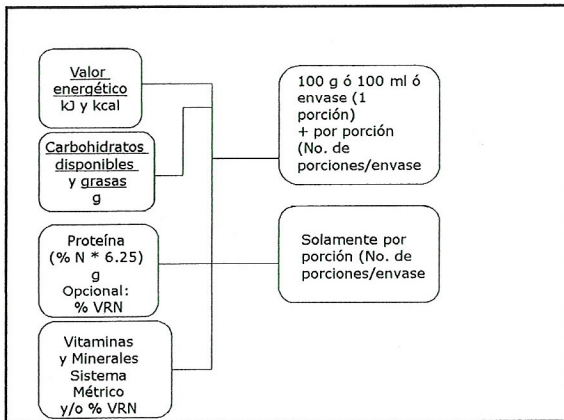 Valor
energético
kJ y kcal
Carbohidratos
disponibles
y grasas
g
Proteína
(% N * 6.25)
g
Opcional:
% VRN
Vitaminas
y Minerales
Sistema
Métrico
y/o % VRN
100 g ó 100 ml ó
envase (1
porción)
+ por porción
(No. de
porciones/envase
Solamente por
porción (No. de
porciones/envase